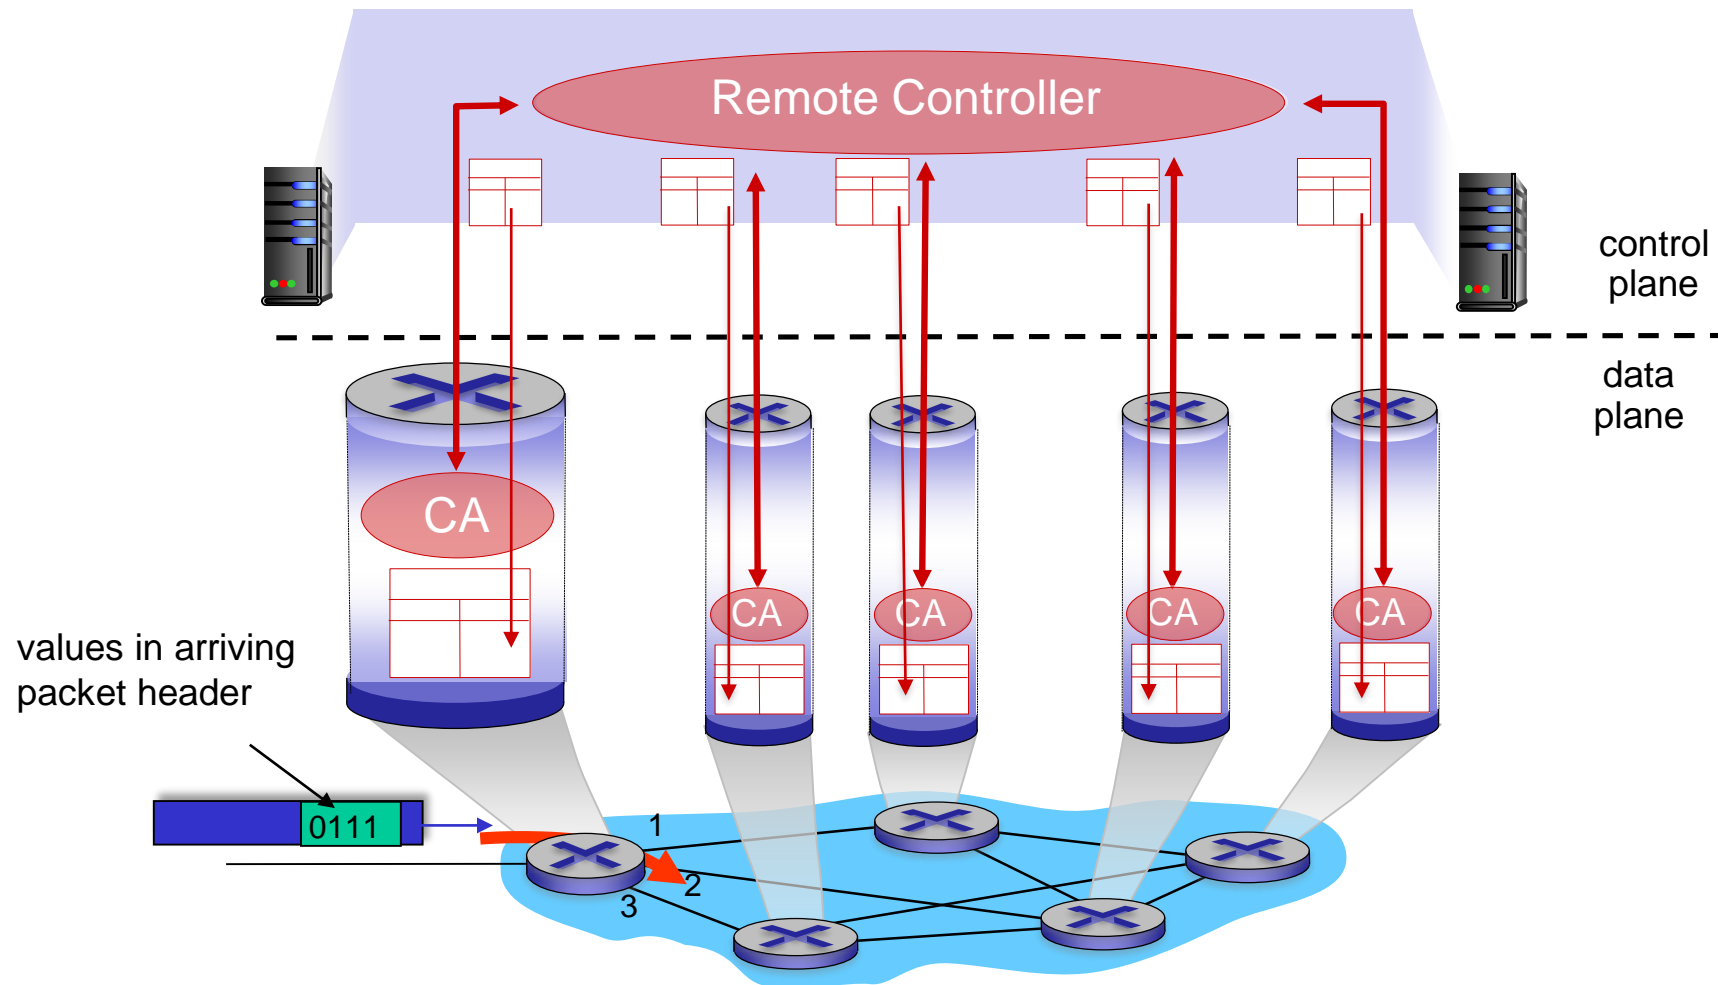 Remote Controller
control
plane
data
plane
CA
CA
CA
CA
CA
values in arriving
packet header
0111
1
2
3